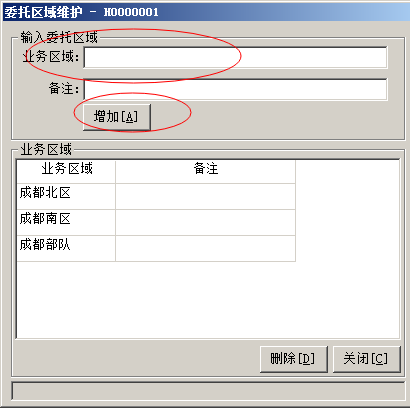 委托区域维护 - H0000001
输入委托区域
业务区域:
备注:
增加[A]
业务区域
业务区域 备注
成都北区
成都南区
成都部队
删除[D] 关闭[C]